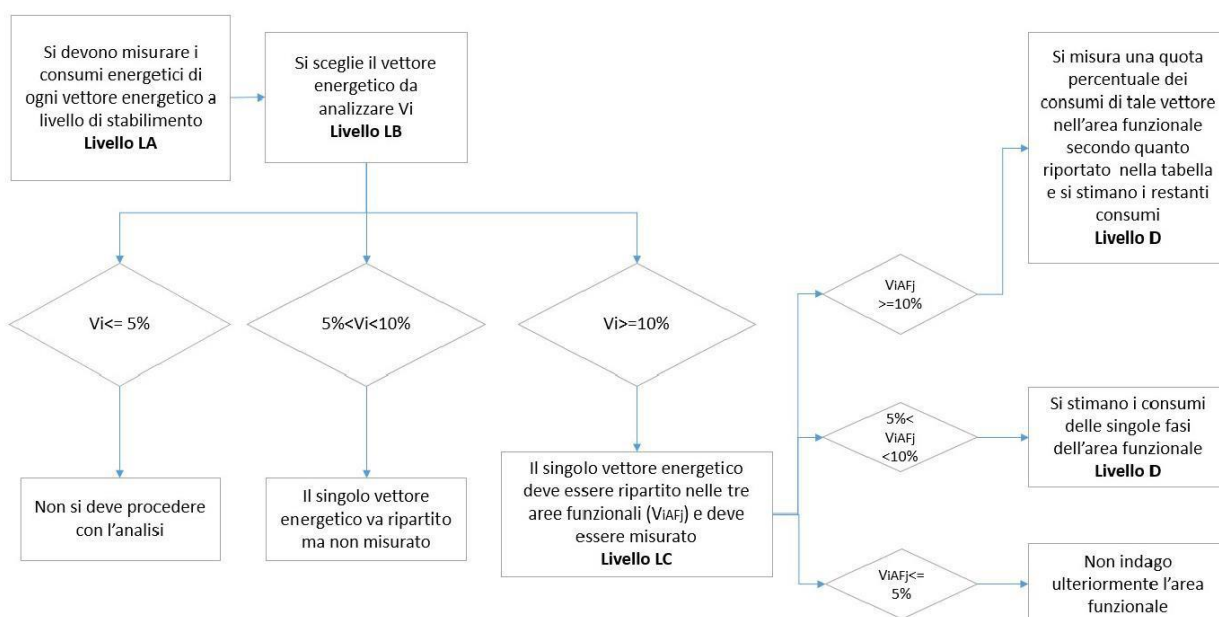 Si devono misurare i
consumi energetici di
ogni vettore energetico a
livello di stabilimento
Livello LA
Si sceglie il vettore
energetico da
analizzare Vi
Livello LB
Si misura una quota
percentuale dei
consumi di tale vettore
nell'area funzionale
secondo quanto
riportato nella tabella
e si stimano i restanti
consumi
Livello D
Vi<= 5%
5%<Vi<10%
Vi>=10%
ViAFj
>=10%
5%<
ViAFj
<10%
Si stimano i consumi
delle singole fasi
dell'area funzionale
Livello D
Non si deve procedere
con l'analisi
Il singolo vettore
energetico va ripartito
ma non misurato
Il singolo vettore energetico
deve essere ripartito nelle tre
aree funzionali (ViAFj) e deve
essere misurato
Livello LC
ViAFj<=
5%
Non indago
ulteriormente l'area
funzionale